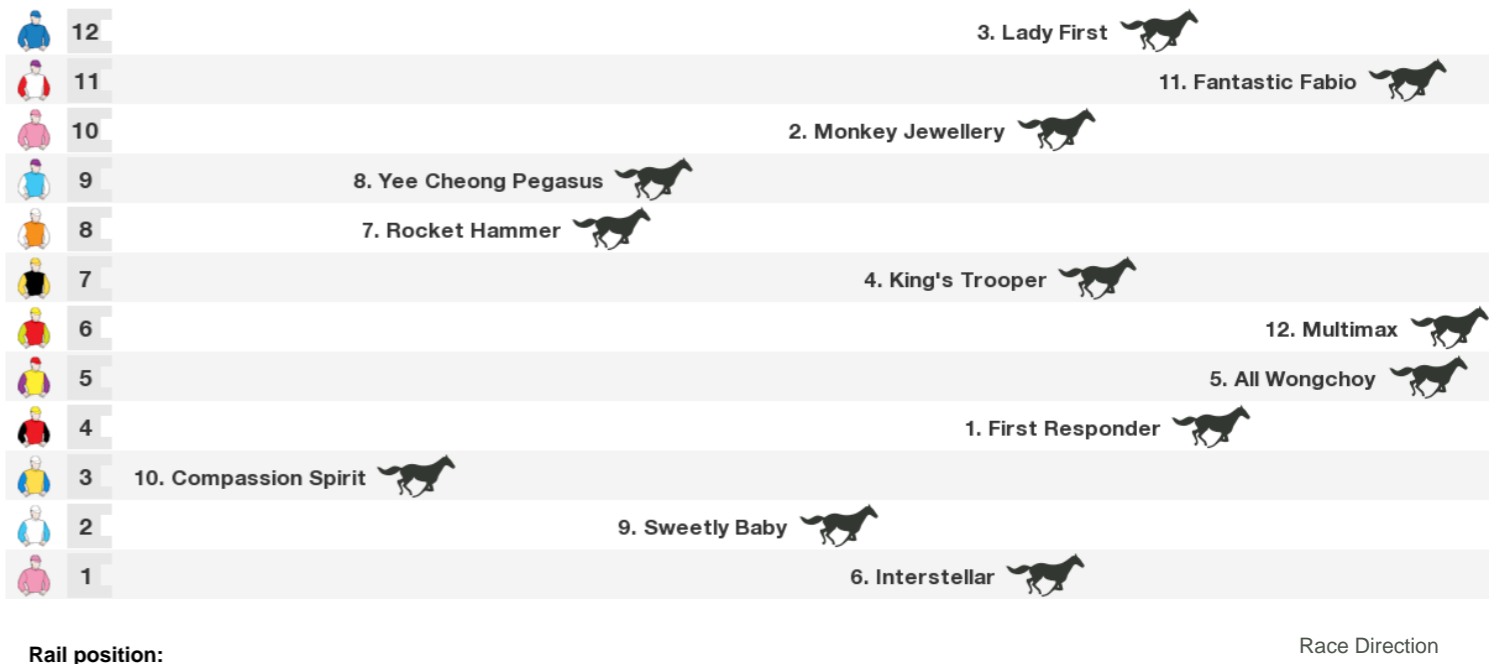 12 3. Lady First
11 11. Fantastic Fabio
10 2. Monkey Jewellery
9 8. Yee Cheong Pegasus
8 7. Rocket Hammer
7 4. King's Trooper
6 12. Multimax
5 5. All Wongchoy
4 1. First Responder
3 10. Compassion Spirit
2 9. Sweetly Baby
1 6. Interstellar
Race Direction
Rail position: